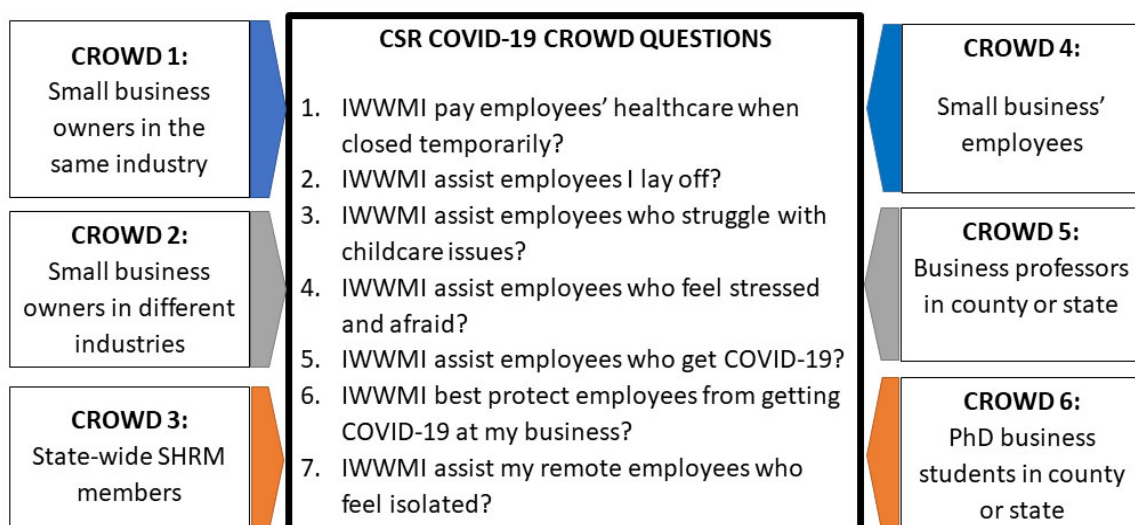 CROWD 1:
Small business
owners in the
same industry
CROWD 2:
Small business
owners in different
industries
CROWD 3:
State-wide SHRM
members
CSR COVID-19 CROWD QUESTIONS
1. IWWMI pay employees’ healthcare when
closed temporarily?
2. IWWMI assist employees I lay off?
3. IWWMI assist employees who struggle with
childcare issues?
4. IWWMI assist employees who feel stressed
and afraid?
5. IWWMI assist employees who get COVID-19?
6. IWWMI best protect employees from getting
COVID-19 at my business?
7. IWWMI assist my remote employees who
feel isolated?
CROWD 4:
Small business’
employees
CROWD 5:
Business professors
in county or state
CROWD 6:
PhD business
students in county
or state